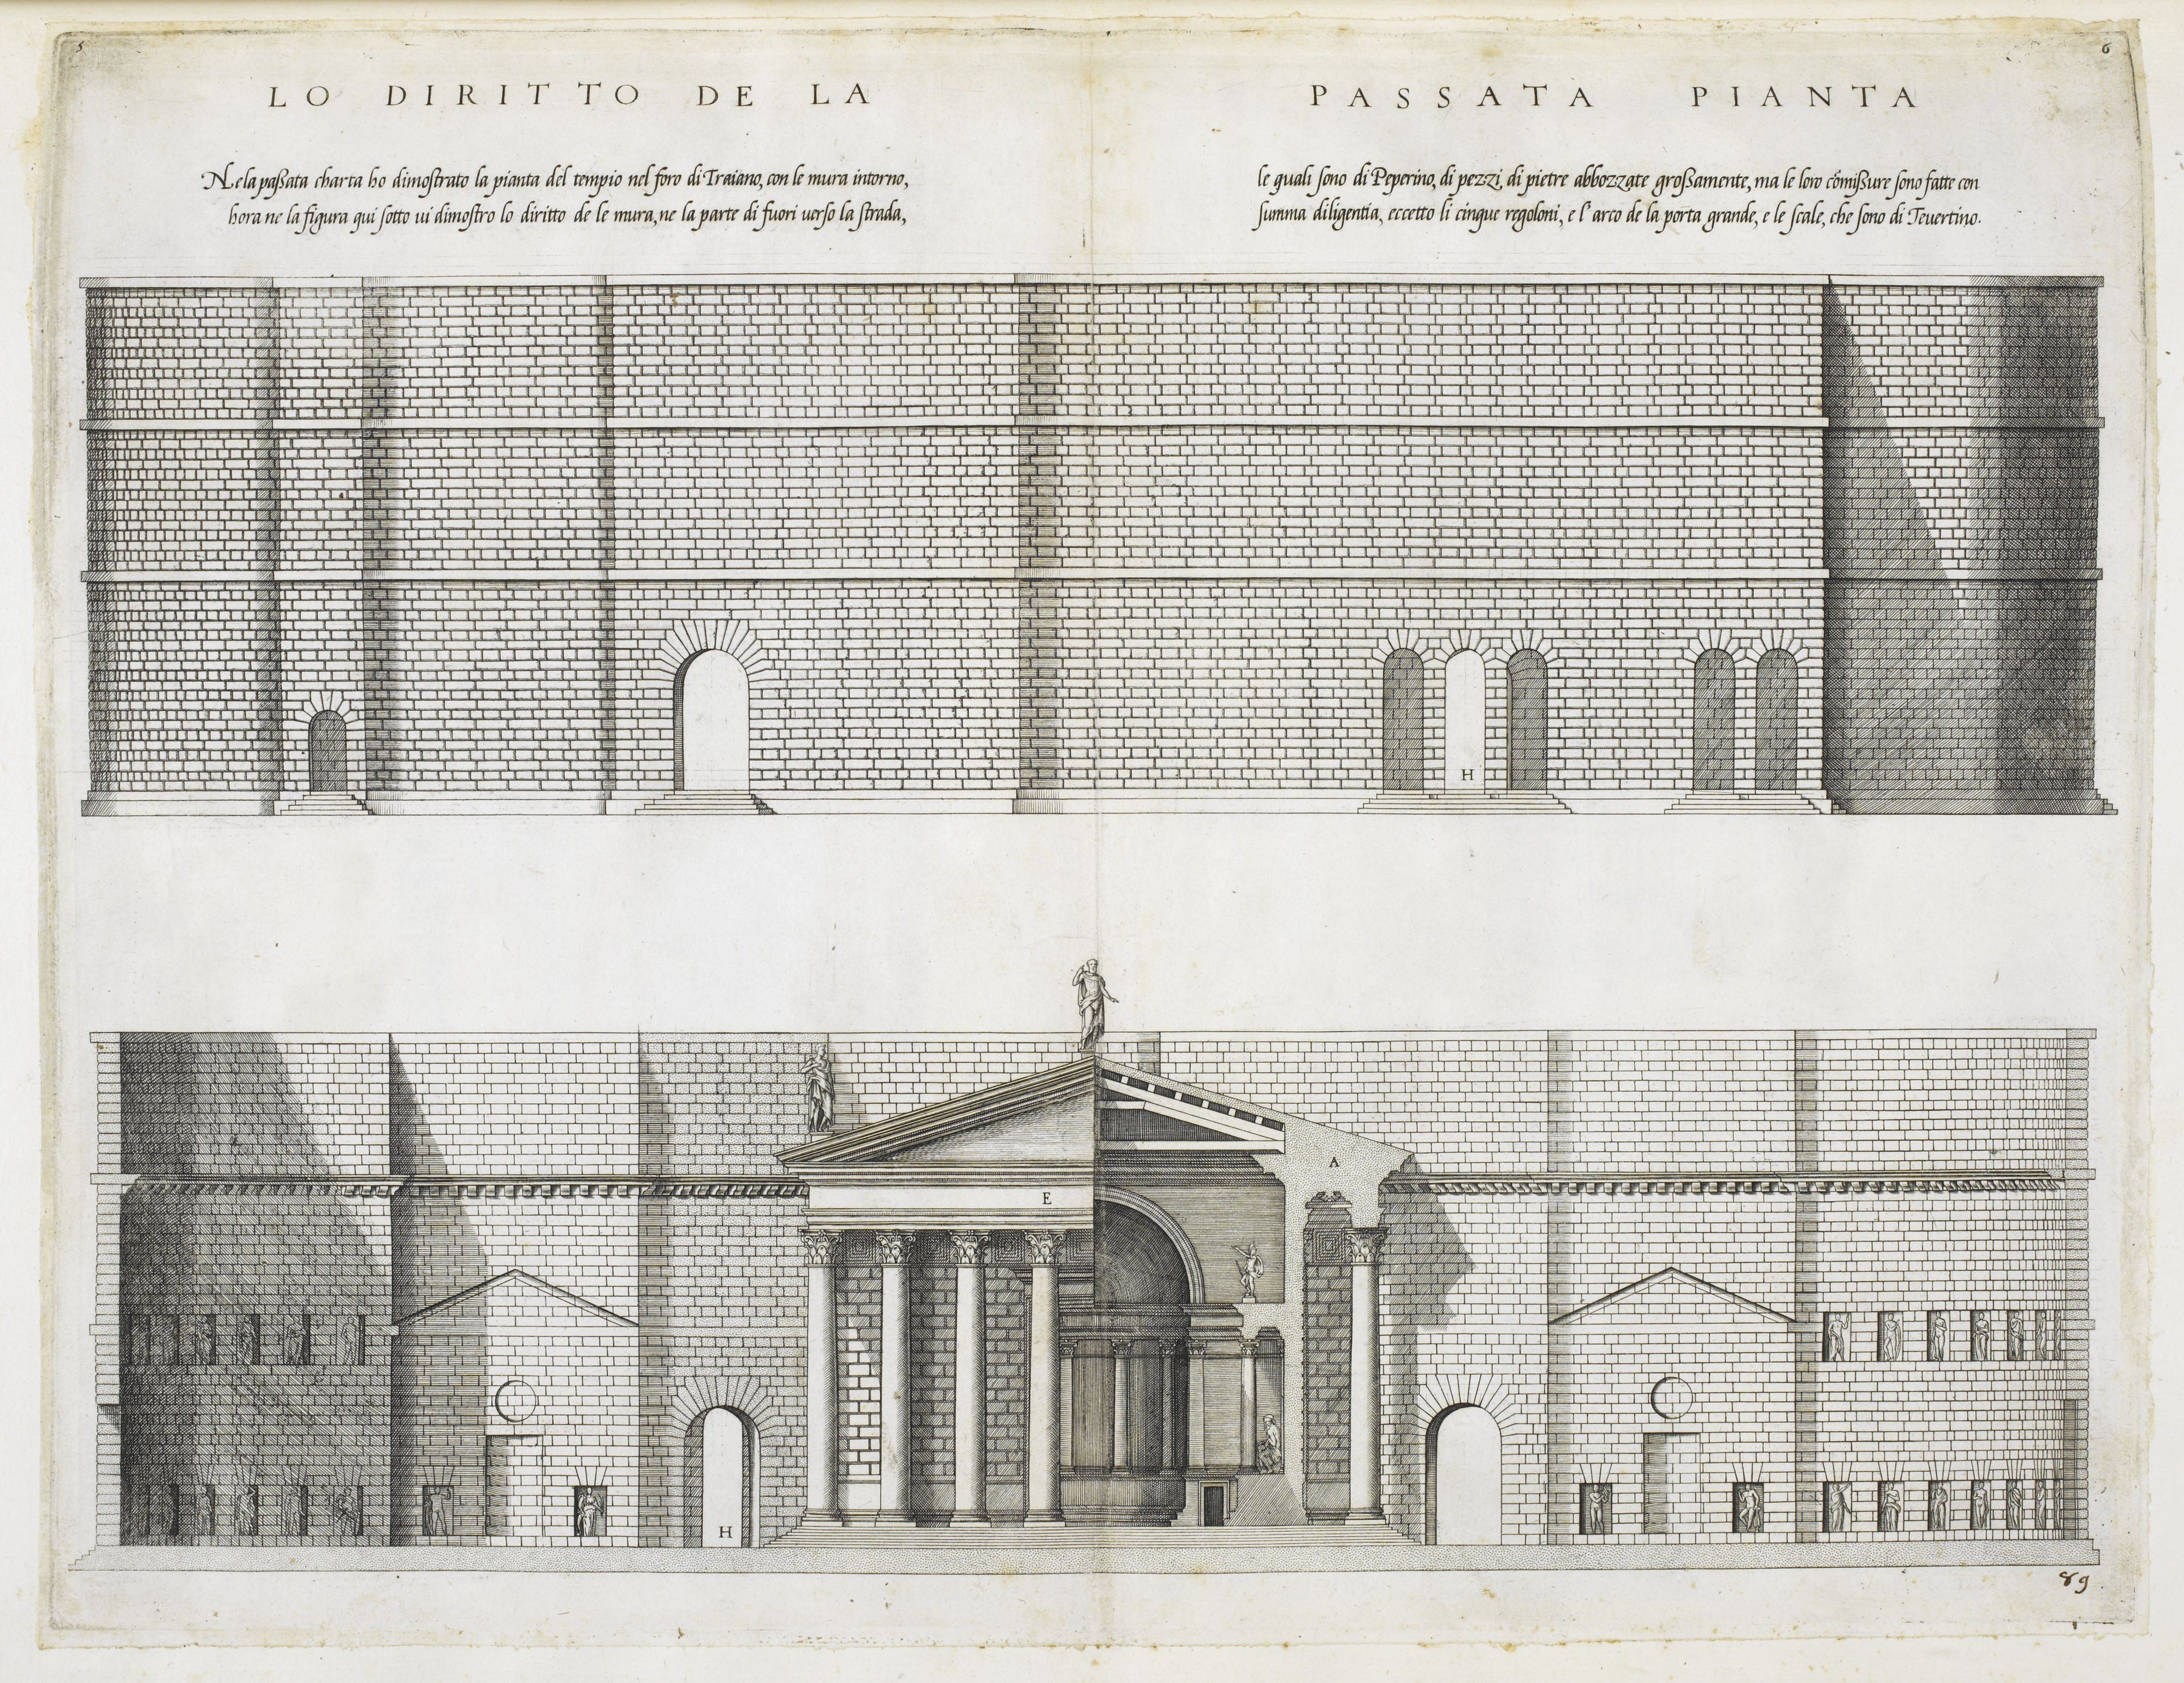 5
6
LO DIRITTO DE LA PASSATA PIANTA
Ne la paßata charta ho dimoſtrato la pianta del tempio nel foro di Traiano, con le mura intorno,
hora ne la figura qui ſotto ui dimoſtro lo diritto de le mura, ne la parte di fuori uerſo la ſtrada,
le quali ſono di Peperino, di pezzi, di pietre abbozzate großamente, ma le loro cōmißure ſono fatte con
ſumma diligentia, eccetto li cinque regoloni, e l'arco de la porta grande, e le ſcale, che ſono di Teuertino.
H
A
E
H
89